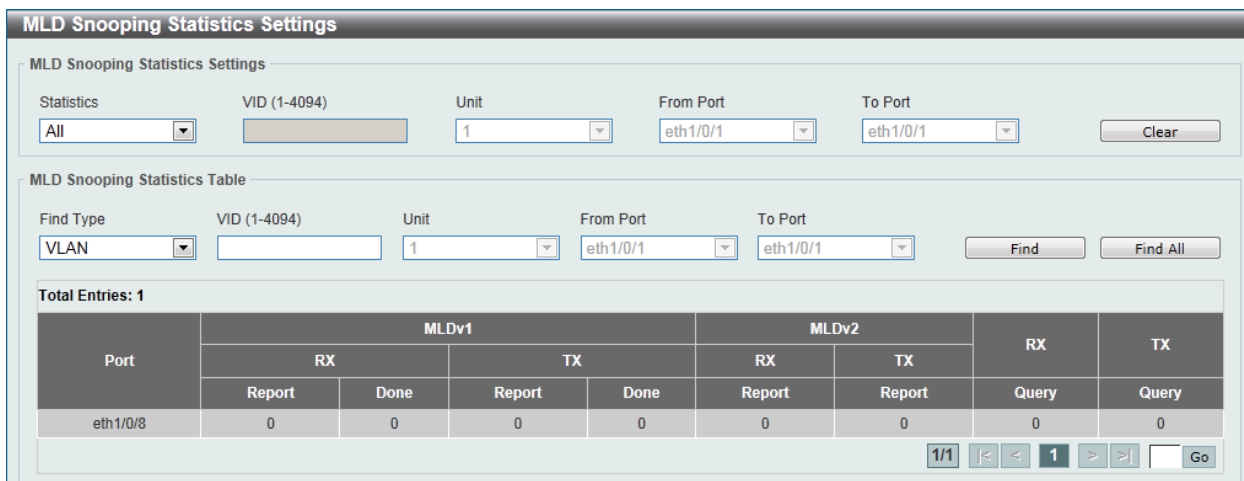 MLD Snooping Statistics Settings
MLD Snooping Statistics Settings
Statistics VID (1-4094) Unit From Port To Port
All 1 eth1/0/1 eth1/0/1 Clear
MLD Snooping Statistics Table
Find Type VID (1-4094) Unit From Port To Port
VLAN 1 eth1/0/1 eth1/0/1 Find Find All
Total Entries: 1
Port MLDv1 MLDv2 RX TX
RX TX RX TX
Report Done Report Done Report Report Query Query
eth1/0/8 0 0 0 0 0 0 0 0
1/1 |< < 1 > >| Go